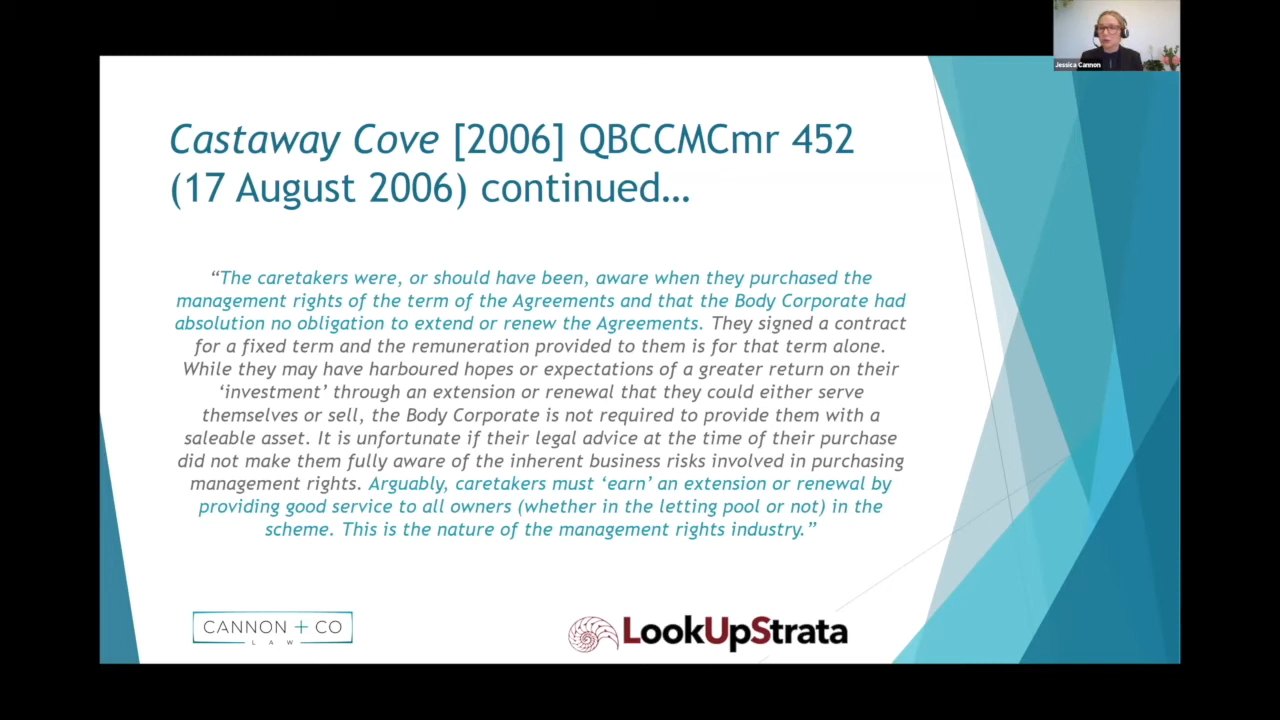 Jessica Cannon
Castaway Cove [2006] QBCCMCmr 452
(17 August 2006) continued…
“The caretakers were, or should have been, aware when they purchased the
management rights of the term of the Agreements and that the Body Corporate had
absolution no obligation to extend or renew the Agreements. They signed a contract
for a fixed term and the remuneration provided to them is for that term alone.
While they may have harboured hopes or expectations of a greater return on their
‘investment’ through an extension or renewal that they could either serve
themselves or sell, the Body Corporate is not required to provide them with a
saleable asset. It is unfortunate if their legal advice at the time of their purchase
did not make them fully aware of the inherent business risks involved in purchasing
management rights. Arguably, caretakers must ‘earn’ an extension or renewal by
providing good service to all owners (whether in the letting pool or not) in the
scheme. This is the nature of the management rights industry.”
CANNON + CO
LAW
LookUpStrata